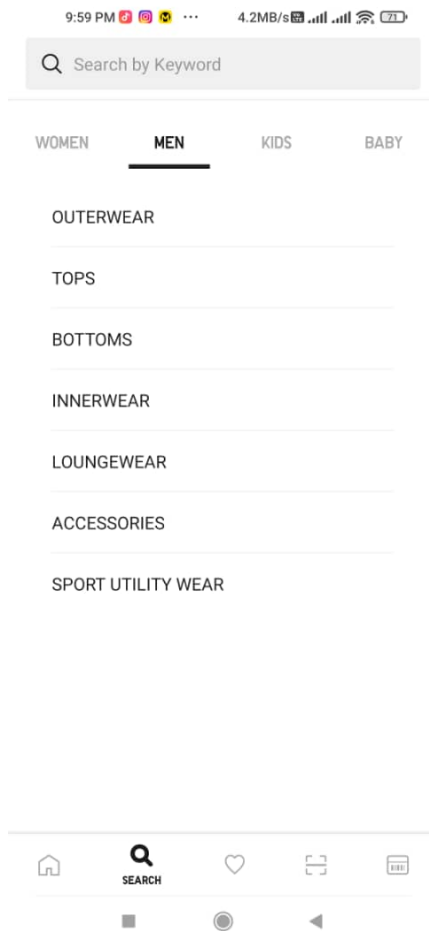 9:59 PM 4.2MB/s 71
Search by Keyword
WOMEN MEN KIDS BABY
OUTERWEAR
TOPS
BOTTOMS
INNERWEAR
LOUNGEWEAR
ACCESSORIES
SPORT UTILITY WEAR
SEARCH